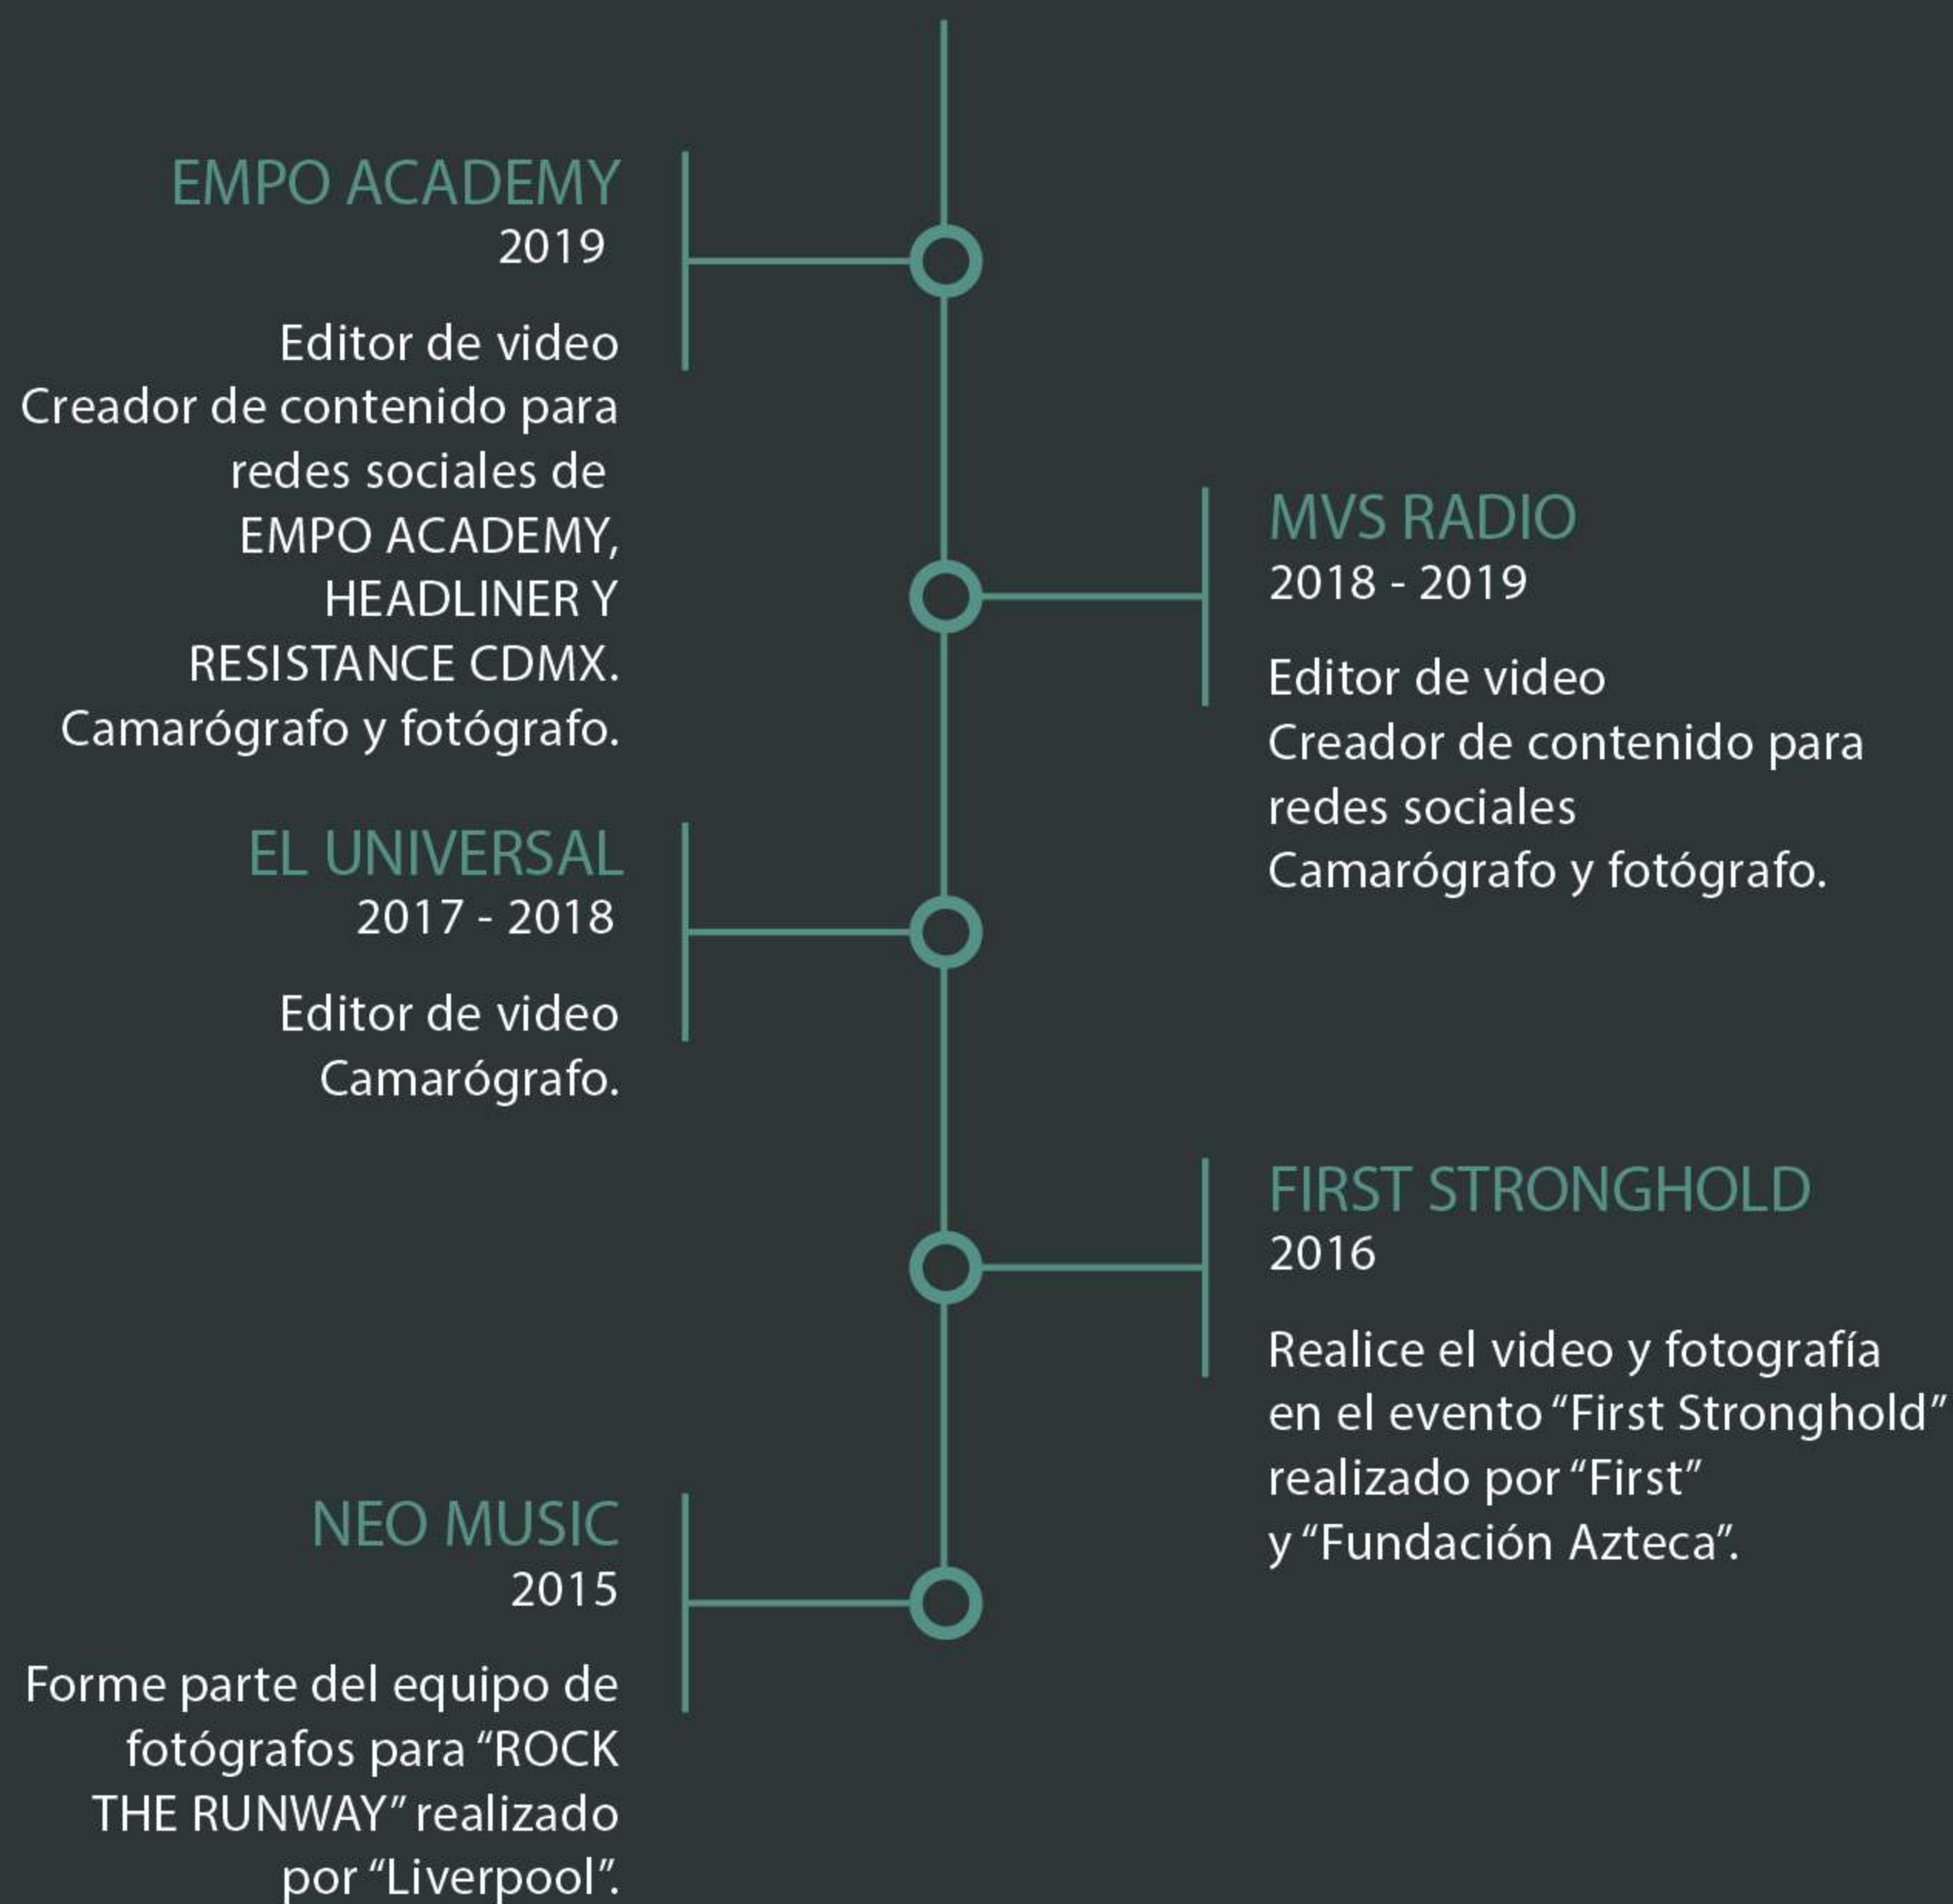 EMPO ACADEMY
2019
Editor de video
Creador de contenido para
redes sociales de
EMPO ACADEMY,
HEADLINER Y
RESISTANCE CDMX.
Camarógrafo y fotógrafo.
MVS RADIO
2018 - 2019
Editor de video
Creador de contenido para
redes sociales
Camarógrafo y fotógrafo.
EL UNIVERSAL
2017 - 2018
Editor de video
Camarógrafo.
FIRST STRONGHOLD
2016
Realice el video y fotografía
en el evento “First Stronghold”
realizado por “First”
y “Fundación Azteca”.
NEO MUSIC
2015
Forme parte del equipo de
fotógrafos para “ROCK
THE RUNWAY” realizado
por “Liverpool”.